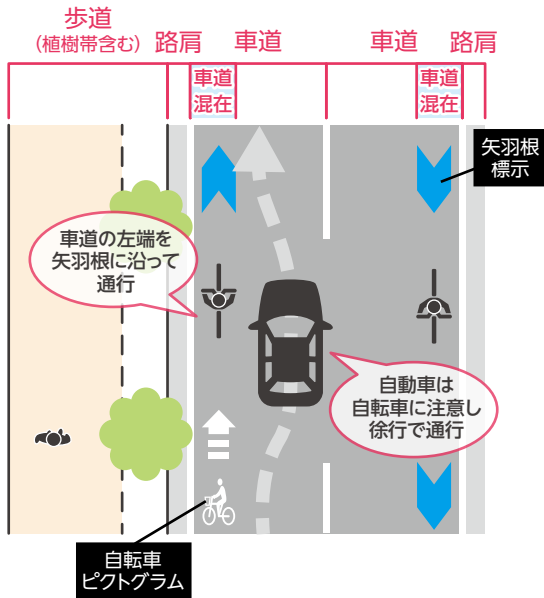 歩道
(植樹帯含む)
路肩
車道
車道
路肩
車道
混在
車道
混在
矢羽根
標示
車道の左端を
矢羽根に沿って
通行
自動車は
自転車に注意し
徐行で通行
自転車
ピクトグラム